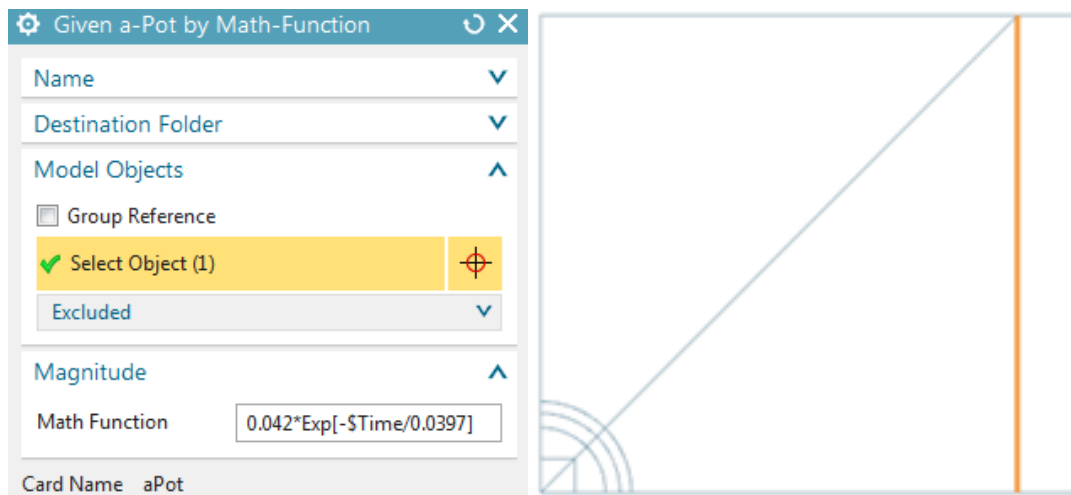 Given a-Pot by Math-Function
Name
Destination Folder
Model Objects
Group Reference
Select Object (1)
Excluded
Magnitude
Math Function 0.042*Exp[-$Time/0.0397]
Card Name aPot